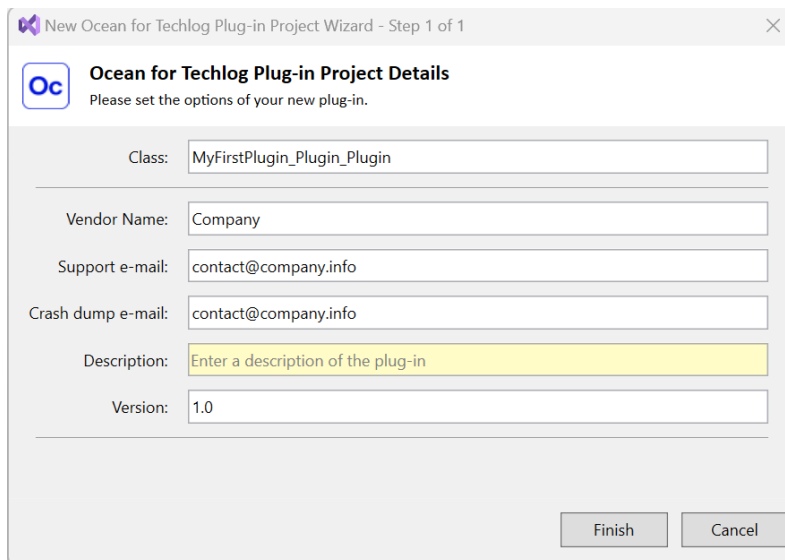 New Ocean for Techlog Plug-in Project Wizard - Step 1 of 1
Oc
Ocean for Techlog Plug-in Project Details
Please set the options of your new plug-in.
Class: MyFirstPlugin_Plugin_Plugin
Vendor Name: Company
Support e-mail: contact@company.info
Crash dump e-mail: contact@company.info
Description: Enter a description of the plug-in
Version: 1.0
Finish Cancel